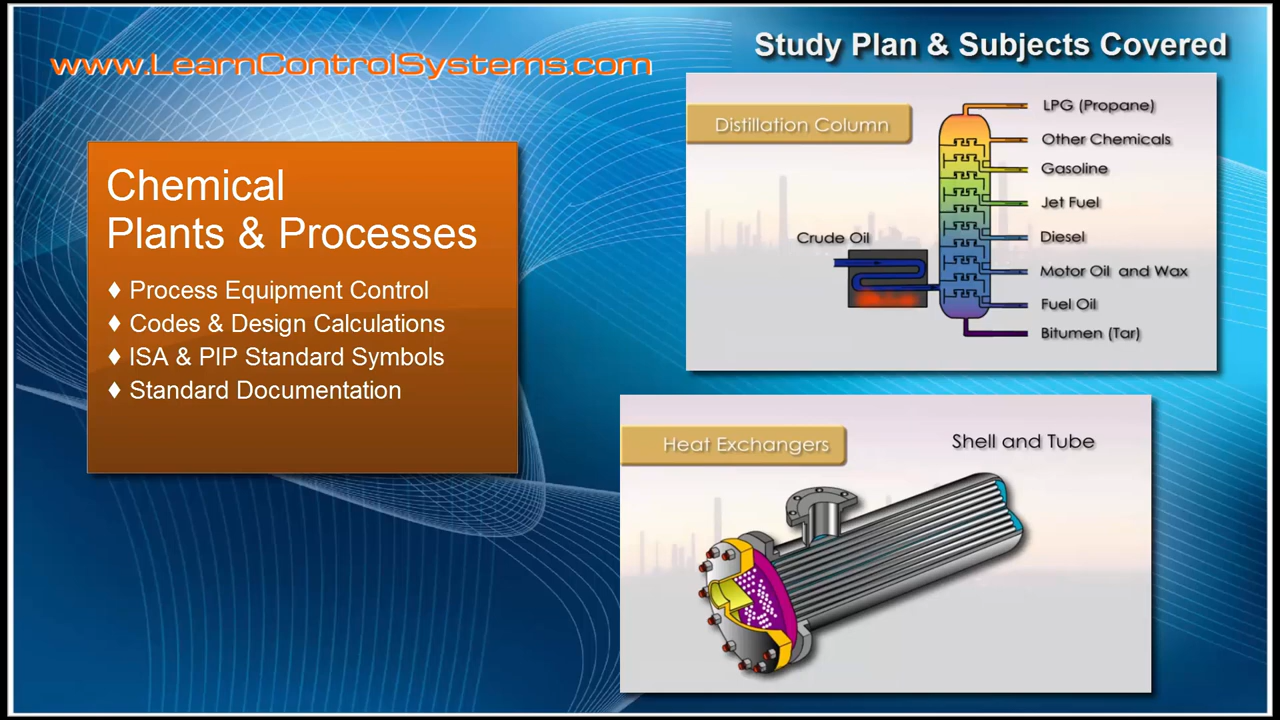 www.LearnControlSystems.com
Study Plan & Subjects Covered
Chemical
Plants & Processes
♦ Process Equipment Control
♦ Codes & Design Calculations
♦ ISA & PIP Standard Symbols
♦ Standard Documentation
Distillation Column
LPG (Propane)
Other Chemicals
Gasoline
Jet Fuel
Crude Oil
Diesel
Motor Oil and Wax
Fuel Oil
Bitumen (Tar)
Heat Exchangers
Shell and Tube